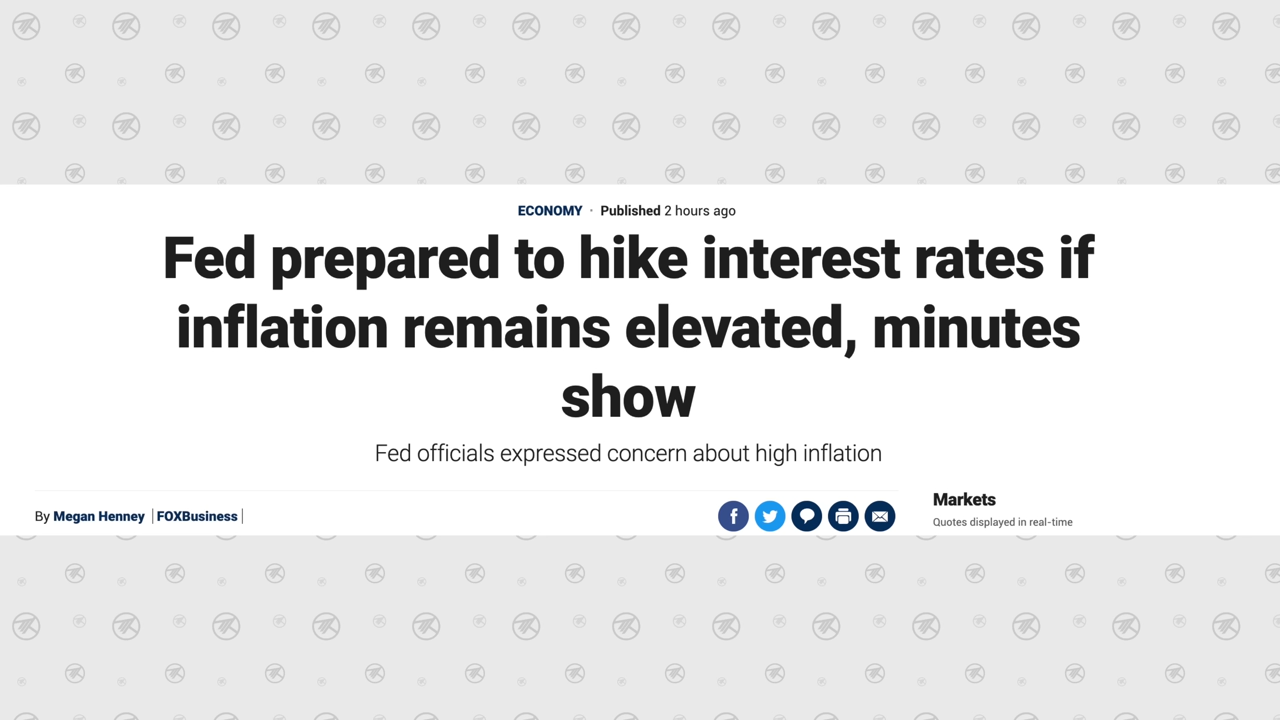 ECONOMY · Published 2 hours ago
Fed prepared to hike interest rates if
inflation remains elevated, minutes
show
Fed officials expressed concern about high inflation
By Megan Henney | FOXBusiness |
Markets
Quotes displayed in real-time